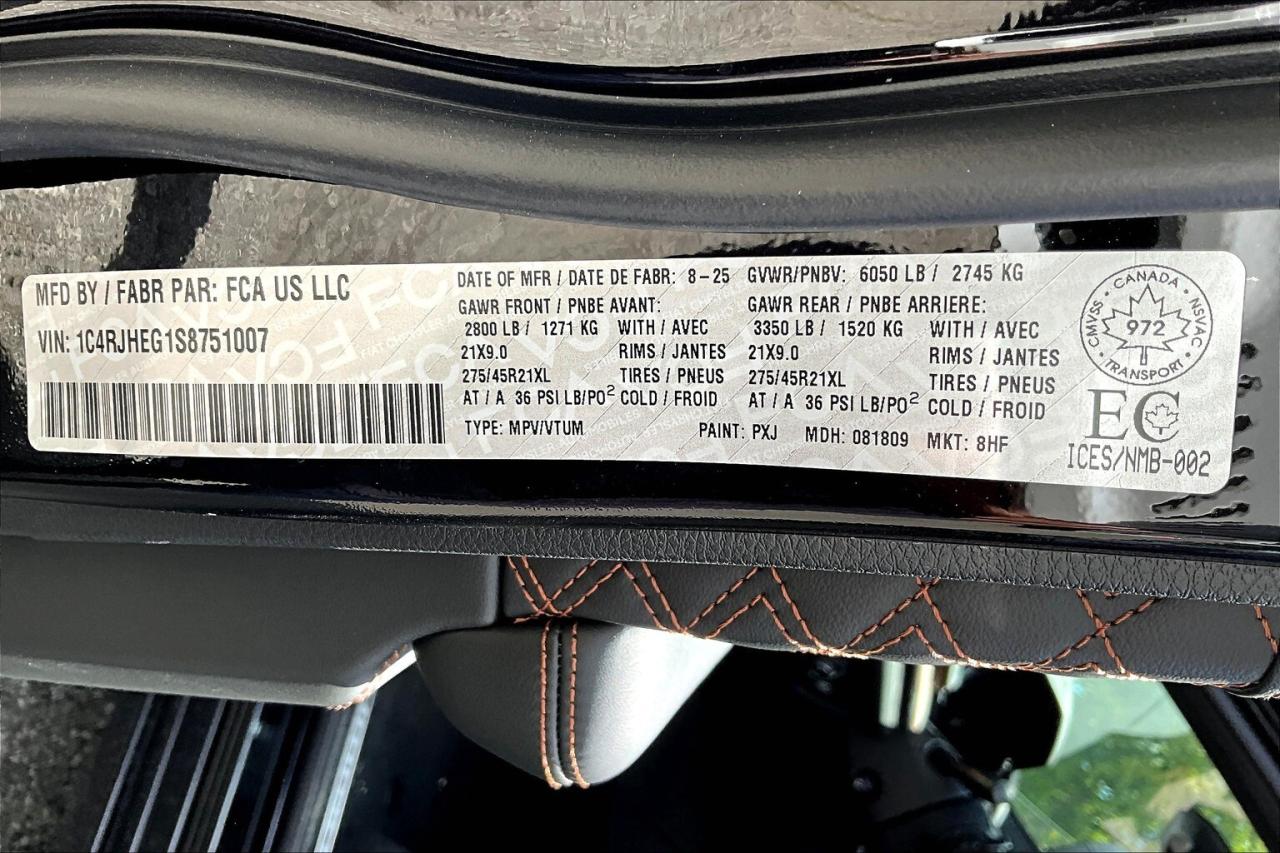 MFD BY / FABR PAR: FCA US LLC
DATE OF MFR / DATE DE FABR: 8-25 GVWR/PNBV: 6050 LB / 2745 KG
VIN: 1C4RJHEG1S8751007
GAWR FRONT / PNBE AVANT: GAWR REAR / PNBE ARRIERE:
2800 LB / 1271 KG WITH / AVEC 3350 LB / 1520 KG WITH / AVEC
21X9.0 RIMS / JANTES 21X9.0 RIMS / JANTES
275/45R21XL TIRES / PNEUS 275/45R21XL TIRES / PNEUS
AT / A 36 PSI LB/PO² COLD / FROID AT / A 36 PSI LB/PO² COLD / FROID
TYPE: MPV/VTUM PAINT: PXJ MDH: 081809 MKT: 8HF
CANADA • NSVAC • TRANSPORT • CMVSS •
972
EC
ICES/NMB-002